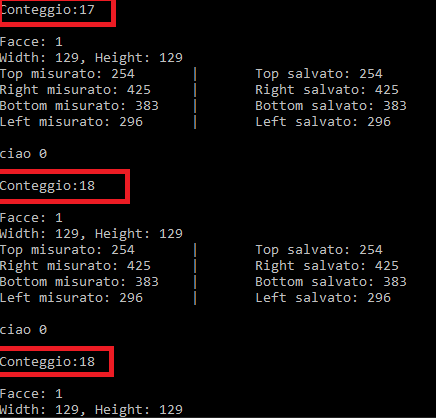 Conteggio:17
Facce: 1
Width: 129, Height: 129
Top misurato: 254 | Top salvato: 254
Right misurato: 425 | Right salvato: 425
Bottom misurato: 383 | Bottom salvato: 383
Left misurato: 296 | Left salvato: 296
ciao 0
Conteggio:18
Facce: 1
Width: 129, Height: 129
Top misurato: 254 | Top salvato: 254
Right misurato: 425 | Right salvato: 425
Bottom misurato: 383 | Bottom salvato: 383
Left misurato: 296 | Left salvato: 296
ciao 0
Conteggio:18
Facce: 1
Width: 129, Height: 129